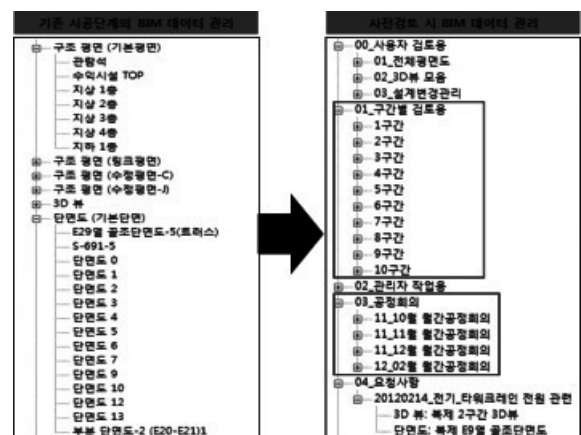 기존 시공단계의 BIM 데이터 관리
구조 평면 (기본평면)
관람석
수익시설 TOP
지상 1층
지상 2층
지상 3층
지상 4층
지하 1층
구조 평면 (링크평면)
구조 평면 (수정평면-C)
구조 평면 (수정평면-J)
3D 뷰
단면도 (기본단면)
E29열 골조단면도-5(트러스)
S-691-5
단면도 0
단면도 1
단면도 2
단면도 3
단면도 4
단면도 5
단면도 6
단면도 7
단면도 9
단면도 10
단면도 12
단면도 13
부분 단면도-2 (E20-E21)1
사전검토 시 BIM 데이터 관리
00_사용자 검토용
01_전체평면도
02_3D뷰 모음
03_설계변경관리
01_구간별 검토용
1구간
2구간
3구간
4구간
5구간
6구간
7구간
8구간
9구간
10구간
02_관리자 작업용
03_공정회의
11_10월 월간공정회의
11_11월 월간공정회의
11_12월 월간공정회의
12_02월 월간공정회의
04_요청사항
20120214_전기_타워크레인 전원 관련
3D 뷰: 복제 2구간 3D뷰
단면도: 복제 E9열 골조단면도